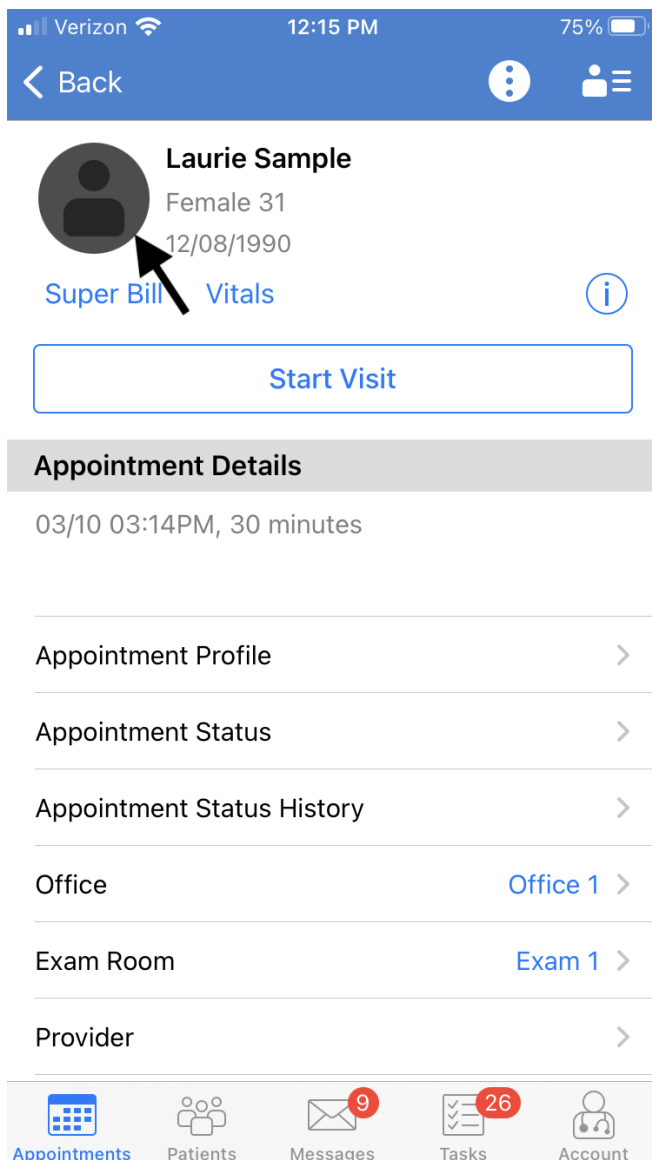 Verizon 12:15 PM 75%
Back
Laurie Sample
Female 31
12/08/1990
Super Bill Vitals i
Start Visit
Appointment Details
03/10 03:14PM, 30 minutes
Appointment Profile
Appointment Status
Appointment Status History
Office Office 1
Exam Room Exam 1
Provider
9 26
Appointments Patients Messages Tasks Account